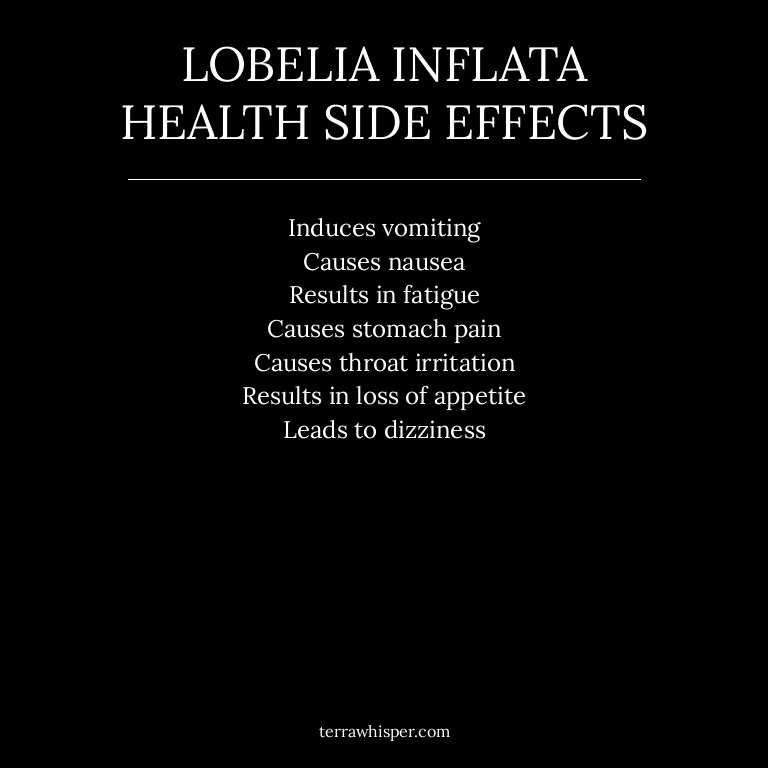 LOBELIA INFLATA
HEALTH SIDE EFFECTS
Induces vomiting
Causes nausea
Results in fatigue
Causes stomach pain
Causes throat irritation
Results in loss of appetite
Leads to dizziness
terrawhisper.com